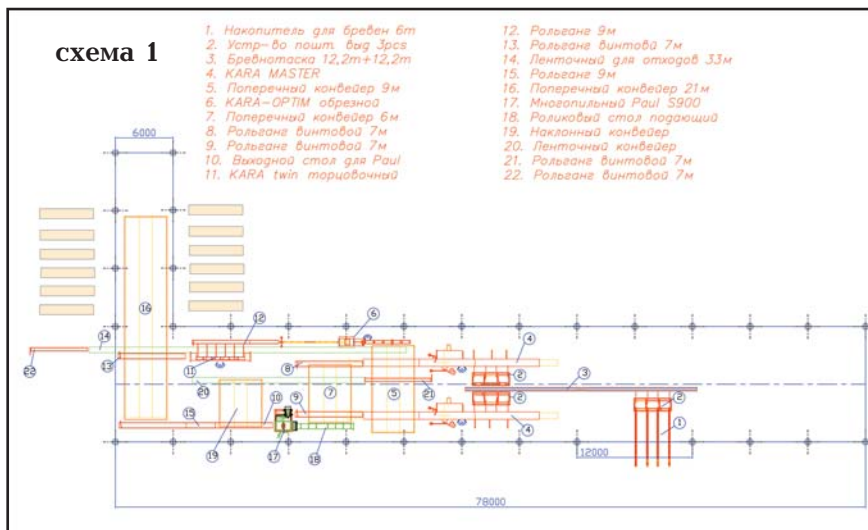 схема 1
1. Накопитель для бревен 6m
2. Устр-во пошт. выд 3pcs
3. Бревнотаска 12,2m+12,2m
4. KARA MASTER
5. Поперечный конвейер 9м
6. KARA-OPTIM обрезной
7. Поперечный конвейер 6м
8. Рольганг винтовой 7м
9. Рольганг винтовой 7м
10. Выходной стол для Paul
11. KARA twin торцовочный
12. Рольганг 9м
13. Рольганг винтовой 7м
14. Ленточный для отходов 33м
15. Рольганг 9м
16. Поперечный конвейер 21м
17. Многопильный Paul S900
18. Роликовый стол подающий
19. Наклонный конвейер
20. Ленточный конвейер
21. Рольганг винтовой 7м
22. Рольганг винтовой 7м
6000
16
14
12
6
4
22
13
11
8
2
3
20
7
5
21
2
2
15
10
9
4
1
19
17
18
12000
78000